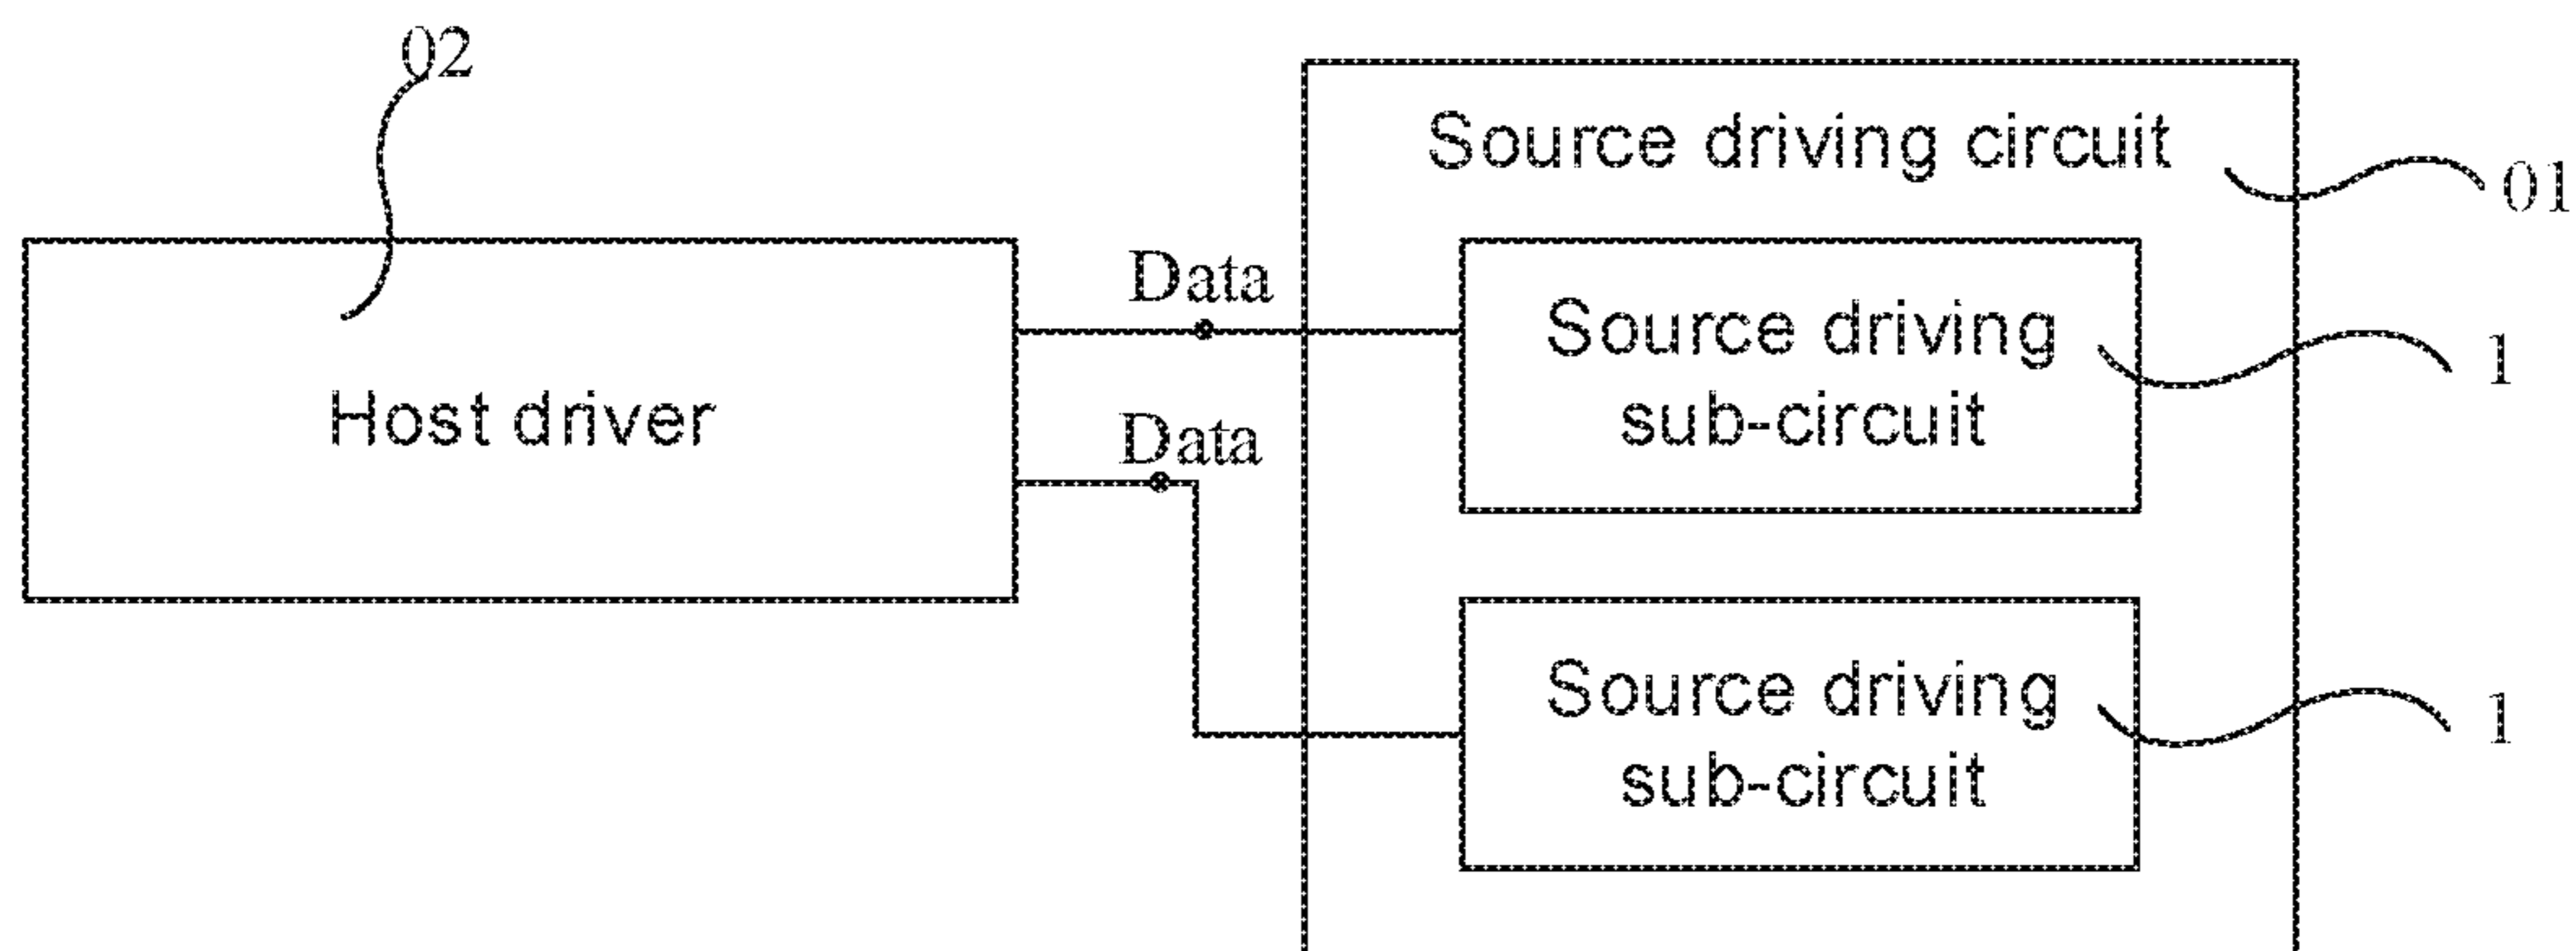 02
Source driving circuit
01
Data
Source driving
sub-circuit
1
Host driver
Data
Source driving
sub-circuit
1